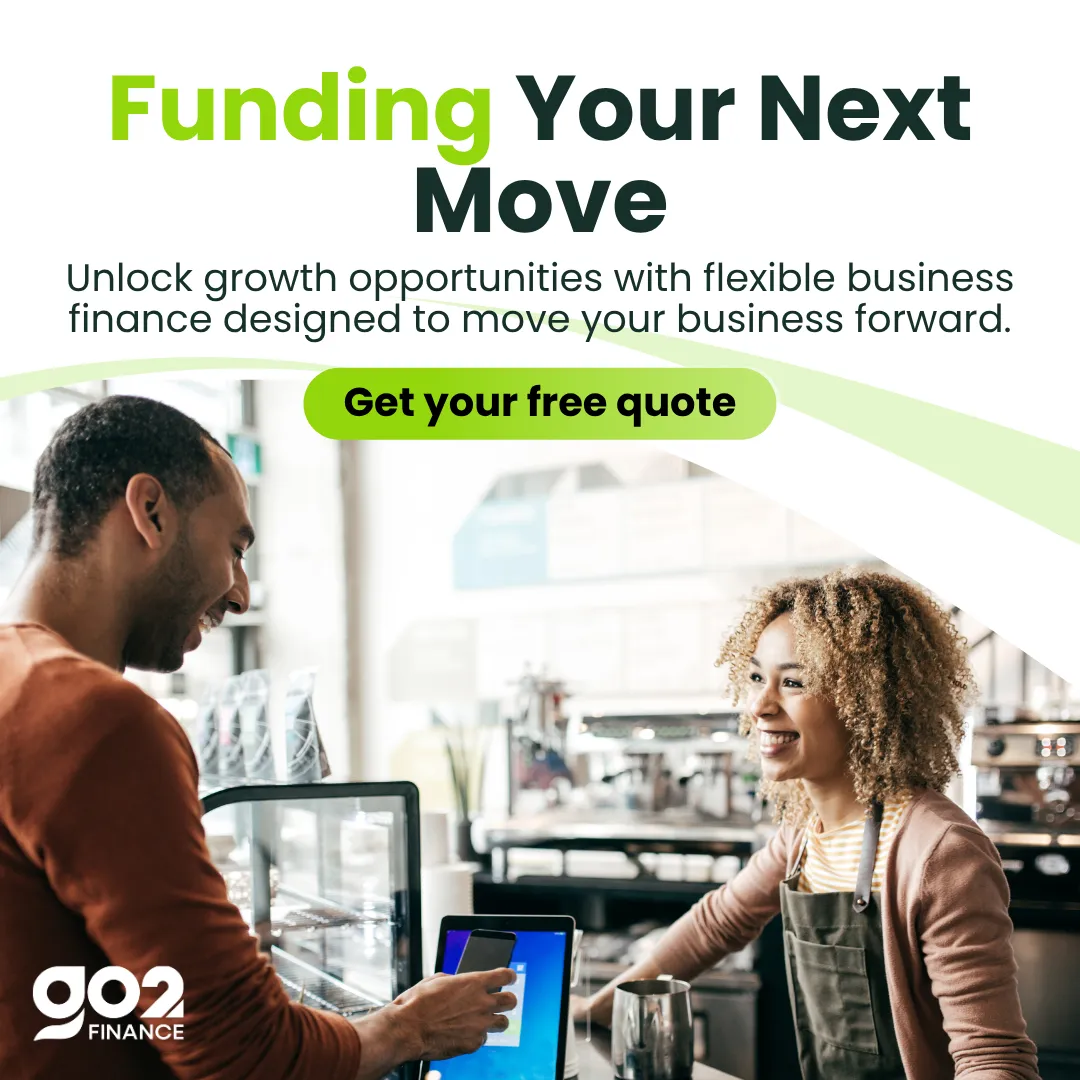 Funding Your Next
Move
Unlock growth opportunities with flexible business
finance designed to move your business forward.
Get your free quote
go2
FINANCE